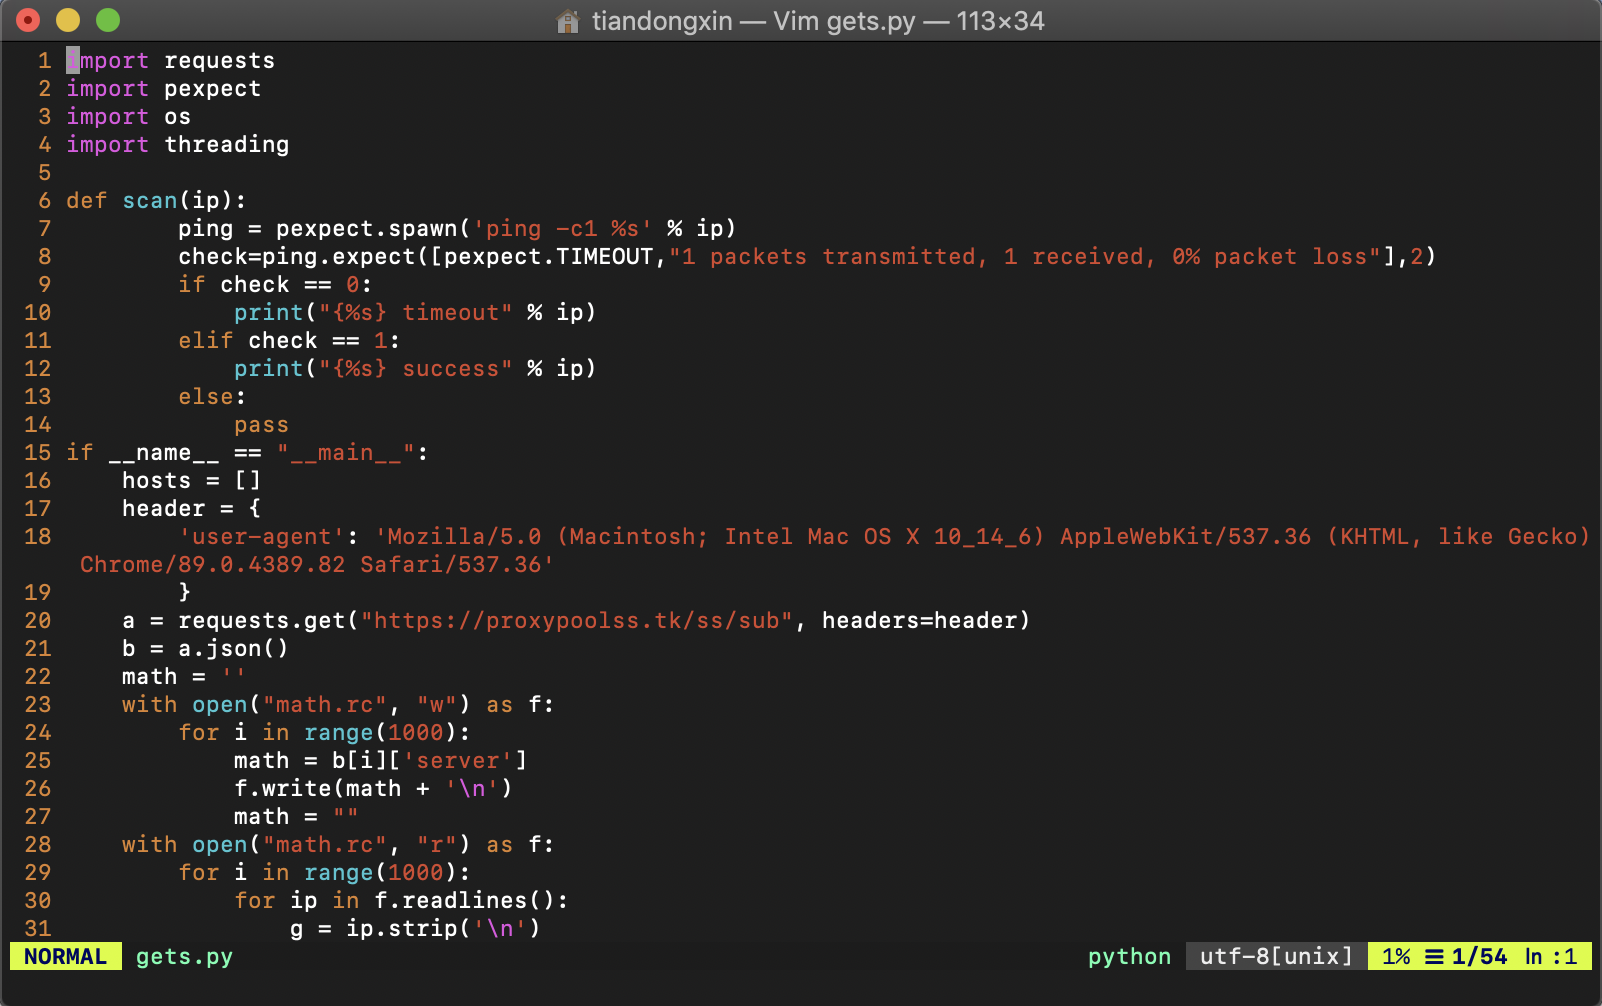 tiandongxin — Vim gets.py — 113×34
1 import requests
2 import pexpect
3 import os
4 import threading
5
6 def scan(ip):
7         ping = pexpect.spawn('ping -c1 %s' % ip)
8         check=ping.expect([pexpect.TIMEOUT,"1 packets transmitted, 1 received, 0% packet loss"],2)
9         if check == 0:
10             print("{%s} timeout" % ip)
11         elif check == 1:
12             print("{%s} success" % ip)
13         else:
14             pass
15 if __name__ == "__main__":
16     hosts = []
17     header = {
18         'user-agent': 'Mozilla/5.0 (Macintosh; Intel Mac OS X 10_14_6) AppleWebKit/537.36 (KHTML, like Gecko)
 Chrome/89.0.4389.82 Safari/537.36'
19         }
20     a = requests.get("https://proxypoolss.tk/ss/sub", headers=header)
21     b = a.json()
22     math = ''
23     with open("math.rc", "w") as f:
24         for i in range(1000):
25             math = b[i]['server']
26             f.write(math + '\n')
27             math = ""
28     with open("math.rc", "r") as f:
29         for i in range(1000):
30             for ip in f.readlines():
31                 g = ip.strip('\n')
NORMAL gets.py python utf-8[unix] 1% ☰ 1/54 ln :1